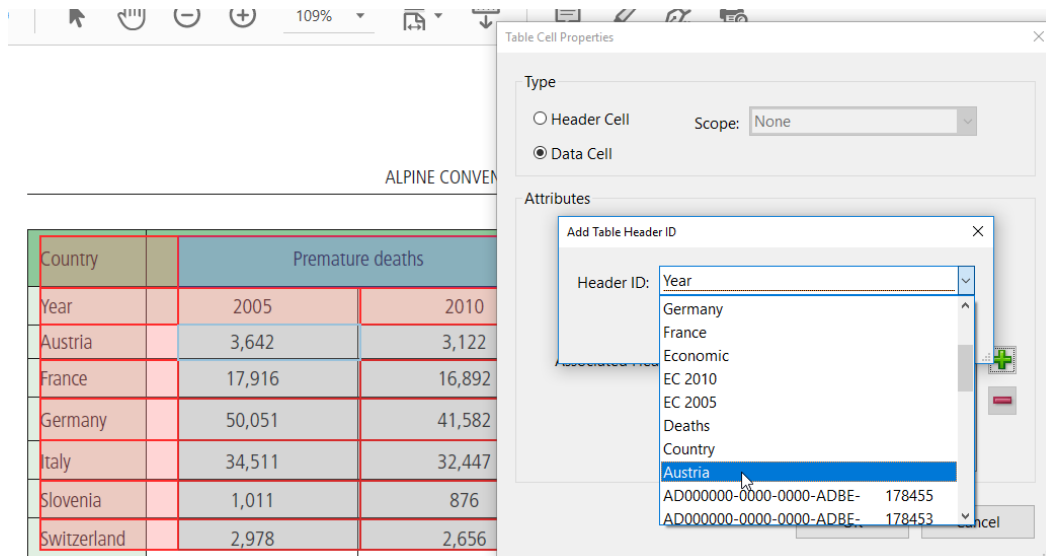 109%
Table Cell Properties
Type
Header Cell
Scope: None
Data Cell
ALPINE CONVEN
Attributes
Add Table Header ID
Header ID: Year
Germany
France
Economic
EC 2010
EC 2005
Deaths
Country
Austria
AD000000-0000-0000-ADBE- 178455
AD000000-0000-0000-ADBE- 178453
Country Premature deaths
Year 2005 2010
Austria 3,642 3,122
France 17,916 16,892
Germany 50,051 41,582
Italy 34,511 32,447
Slovenia 1,011 876
Switzerland 2,978 2,656